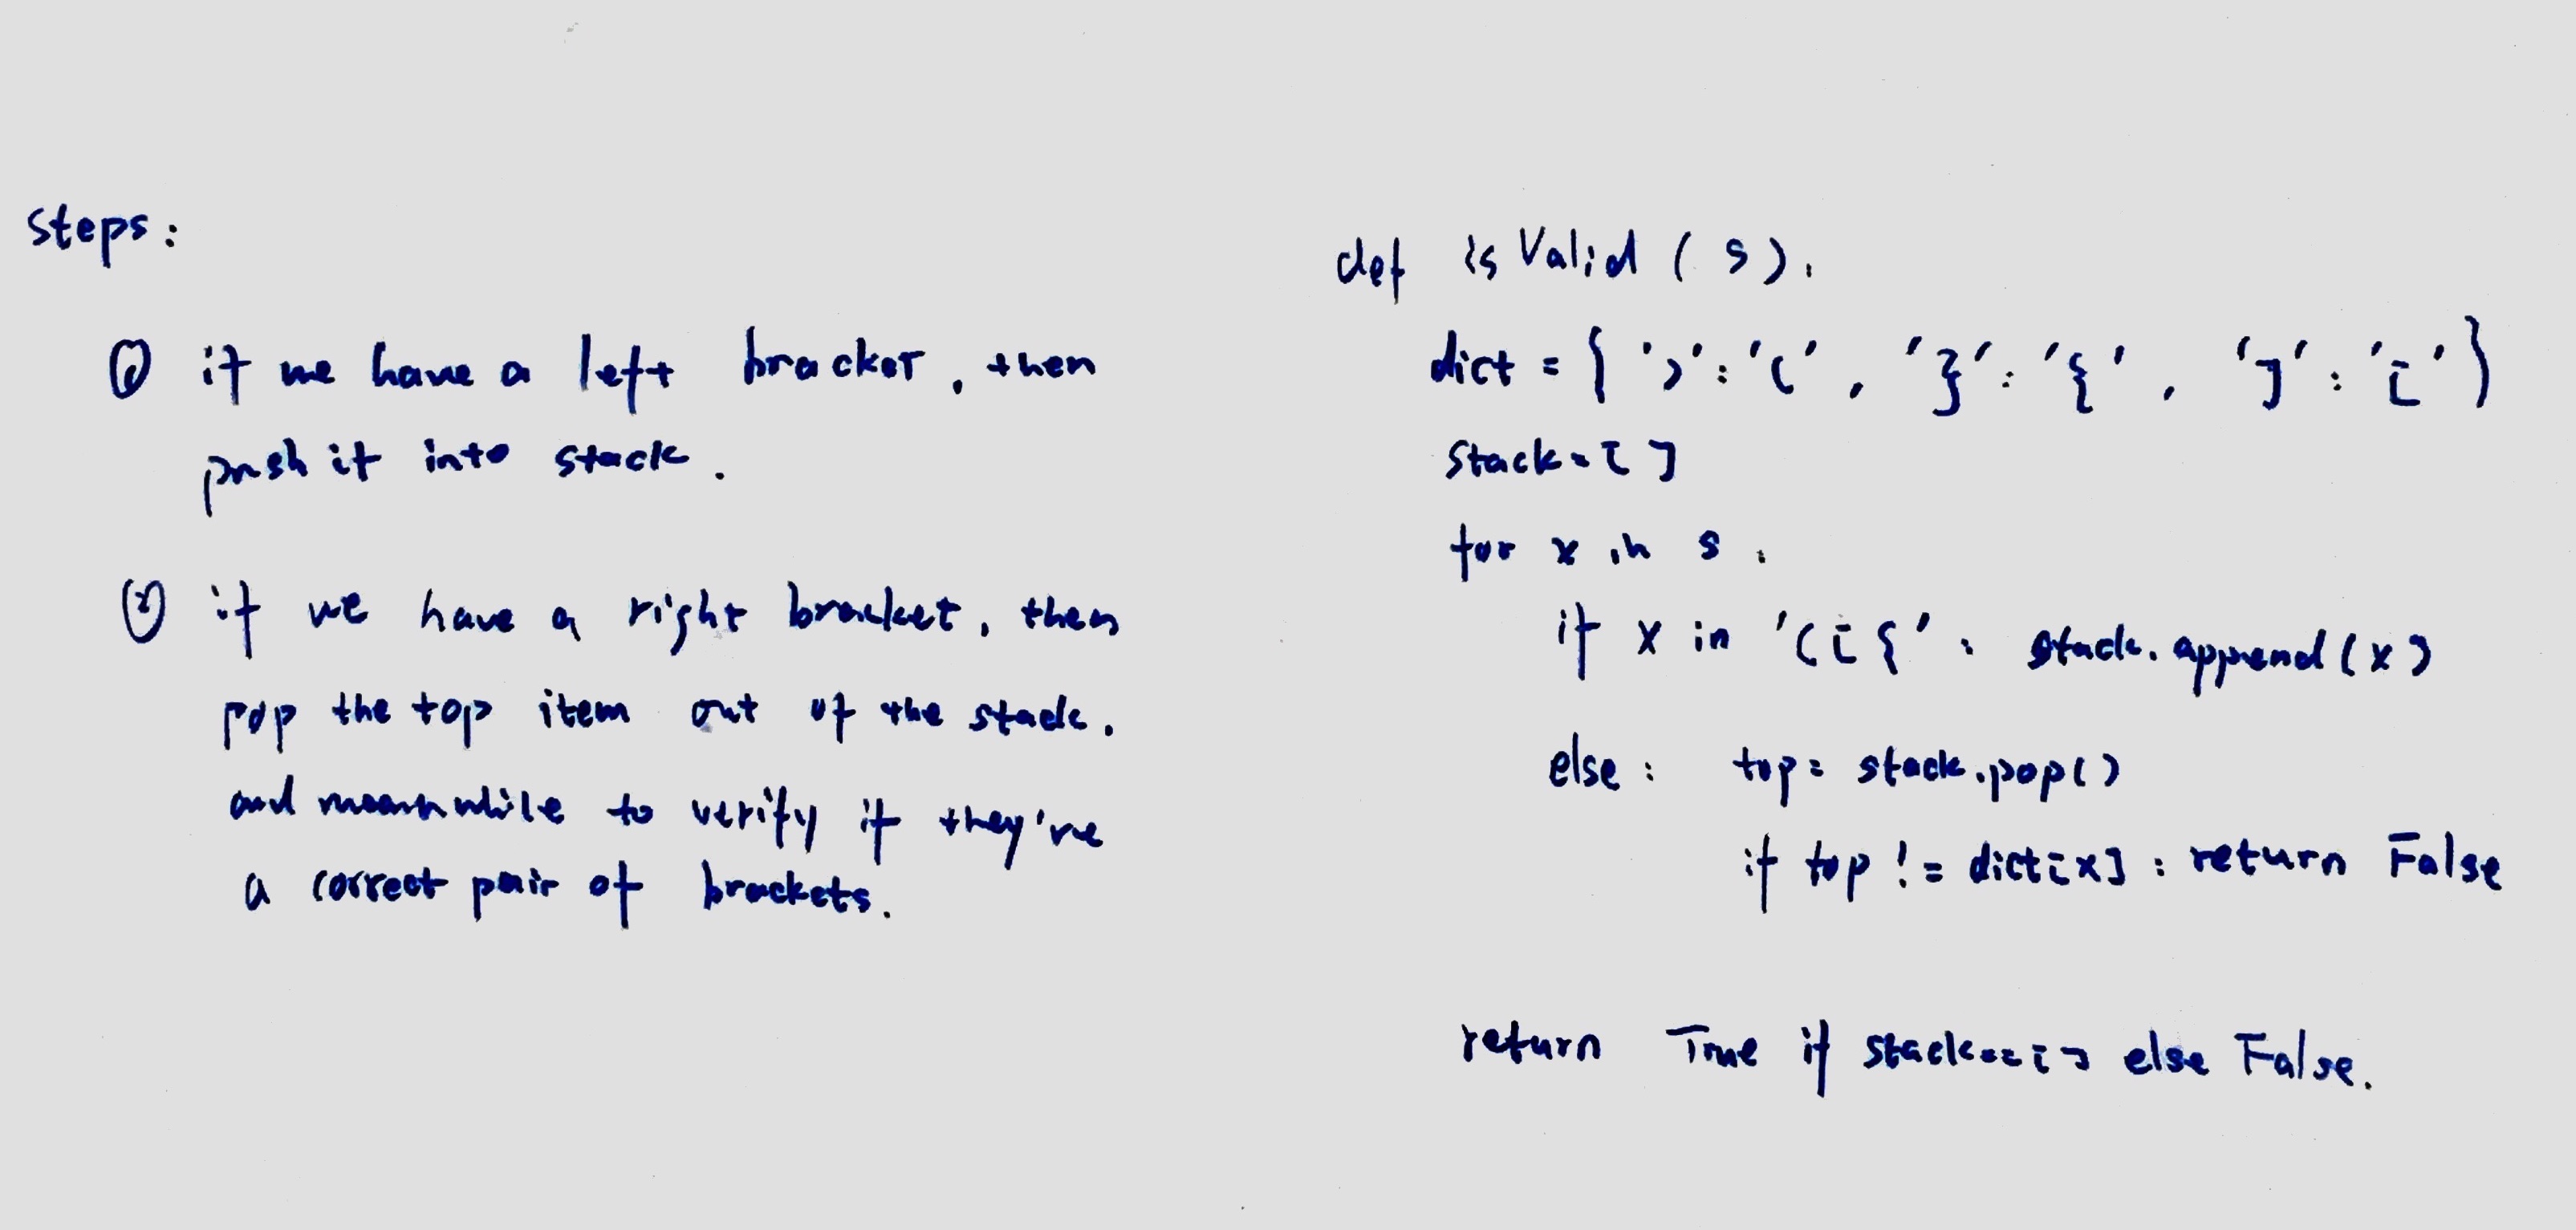 Steps:
① if we have a left bracket, then
push it into stack.
② if we have a right bracket, then
pop the top item out of the stack.
and meanwhile to verify if they're
a correct pair of brackets.
def isValid(s):
dict = { ')':'(', '}':'{', ']':'[' }
stack = [ ]
for x in s:
if x in '([{': stack.append(x)
else: top = stack.pop()
if top != dict[x]: return False
return True if stack==[] else False.